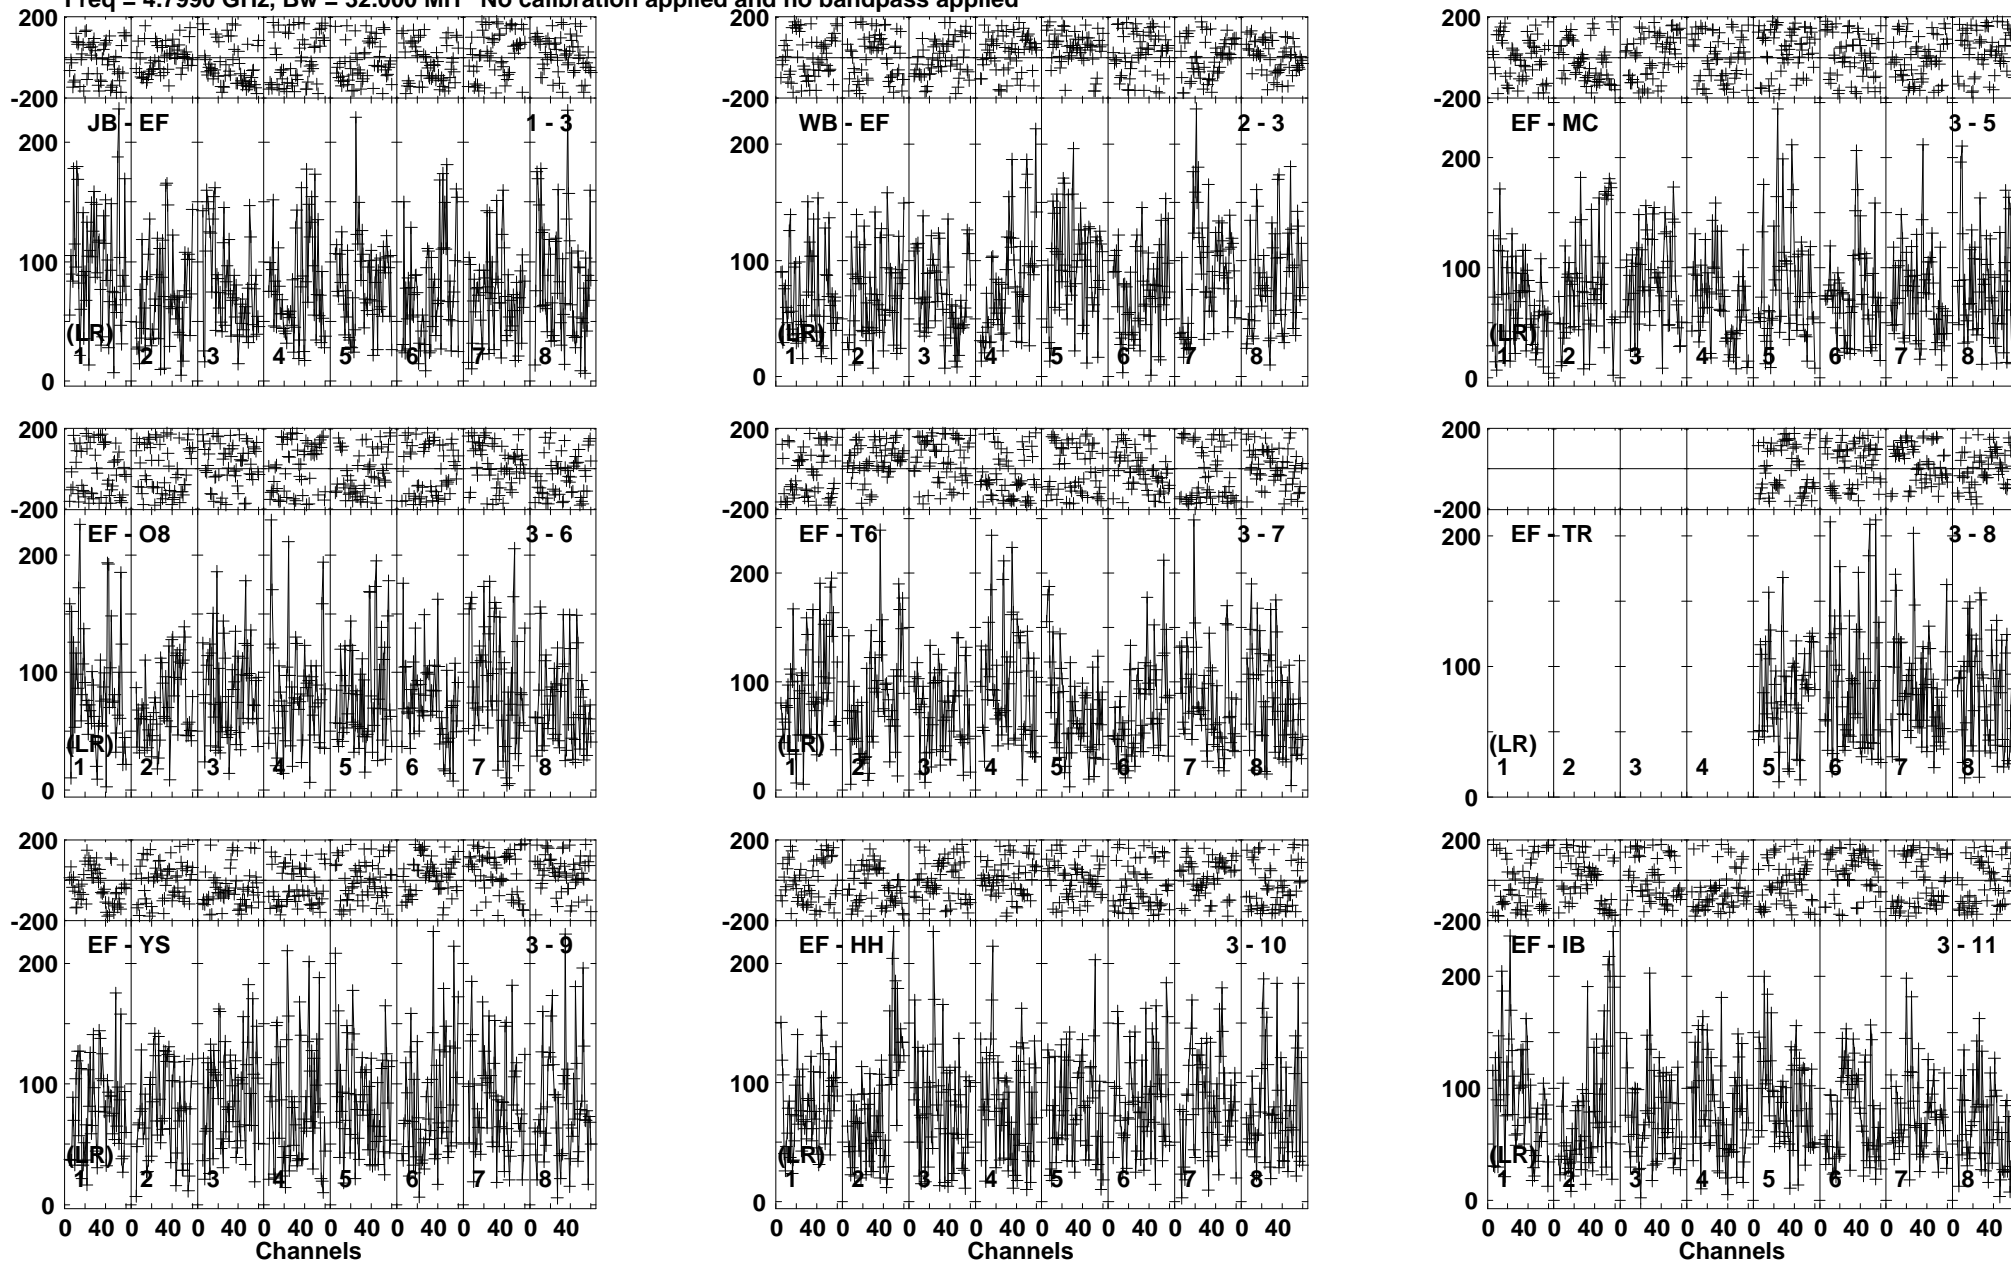 Freq = 4.7990 GHz, Bw = 32.000 MH No calibration applied and no bandpass applied
200 200 200
-200 -200 -200
JB - EF 1 - 3 WB - EF 2 - 3 EF - MC 3 - 5
200 200 200
100 100 100
(LR) (LR) (LR)
1 2 3 4 5 6 7 8 1 2 3 4 5 6 7 8 1 2 3 4 5 6 7 8
0 0 0
200 200 200
-200 -200 -200
EF - O8 3 - 6 EF - T6 3 - 7 EF - TR 3 - 8
200 200 200
100 100 100
(LR) (LR) (LR)
1 2 3 4 5 6 7 8 1 2 3 4 5 6 7 8 1 2 3 4 5 6 7 8
0 0 0
200 200 200
-200 -200 -200
EF - YS 3 - 9 EF - HH 3 - 10 EF - IB 3 - 11
200 200 200
100 100 100
(LR) (LR) (LR)
1 2 3 4 5 6 7 8 1 2 3 4 5 6 7 8 1 2 3 4 5 6 7 8
0 0 0
0 40 0 40 0 40 0 40 0 40 0 40 0 40 0 40 0 40 0 40 0 40 0 40 0 40 0 40 0 40 0 40 0 40 0 40 0 40 0 40 0 40 0 40 0 40 0 40
Channels Channels Channels